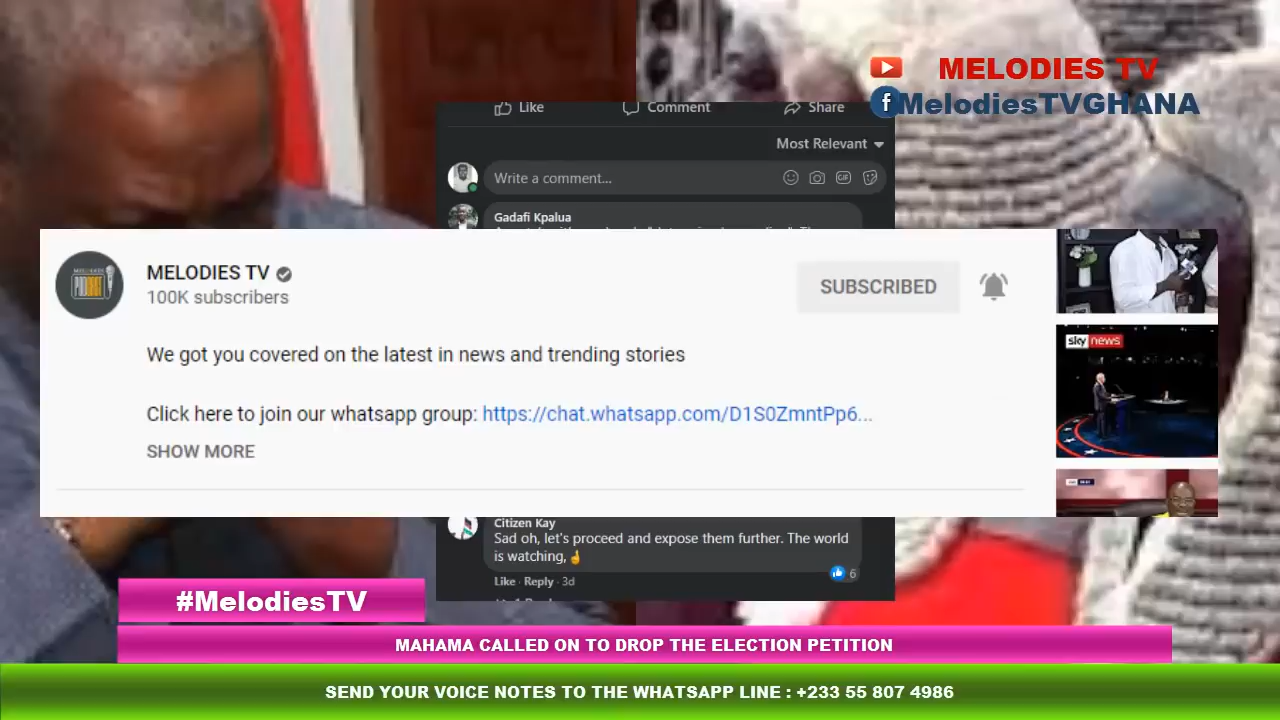 MELODIES TV
f MelodiesTVGHANA
Like Comment Share
Most Relevant
Write a comment...
GIF
Gadafi Kpalua
MELODIES TV
100K subscribers
SUBSCRIBED
We got you covered on the latest in news and trending stories
Click here to join our whatsapp group: https://chat.whatsapp.com/D1S0ZmntPp6...
SHOW MORE
sky news
Citizen Kay
Sad oh, let's proceed and expose them further. The world
is watching,
6
Like · Reply · 3d
#MelodiesTV
MAHAMA CALLED ON TO DROP THE ELECTION PETITION
SEND YOUR VOICE NOTES TO THE WHATSAPP LINE : +233 55 807 4986